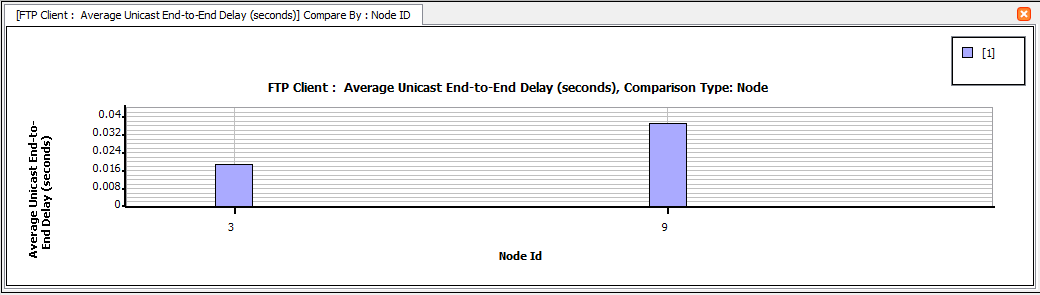 [FTP Client :  Average Unicast End-to-End Delay (seconds)] Compare By : Node ID
[1]
FTP Client :  Average Unicast End-to-End Delay (seconds), Comparison Type: Node
Average Unicast End-to-
End Delay (seconds)
0.04
0.032
0.024
0.016
0.008
0
3
9
Node Id